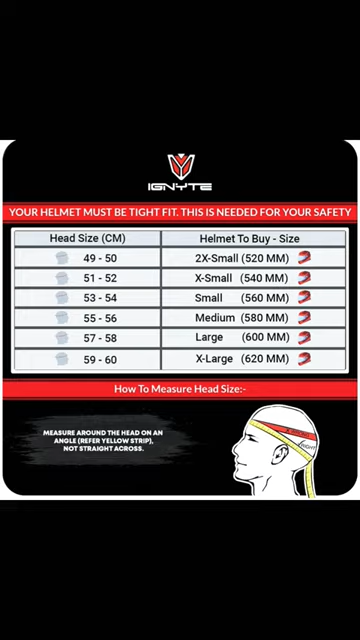 IGNYTE
YOUR HELMET MUST BE TIGHT FIT. THIS IS NEEDED FOR YOUR SAFETY
Head Size (CM) Helmet To Buy - Size
49 - 50 2X-Small (520 MM)
51 - 52 X-Small (540 MM)
53 - 54 Small (560 MM)
55 - 56 Medium (580 MM)
57 - 58 Large (600 MM)
59 - 60 X-Large (620 MM)
How To Measure Head Size:-
MEASURE AROUND THE HEAD ON AN
ANGLE (REFER YELLOW STRIP),
NOT STRAIGHT ACROSS.